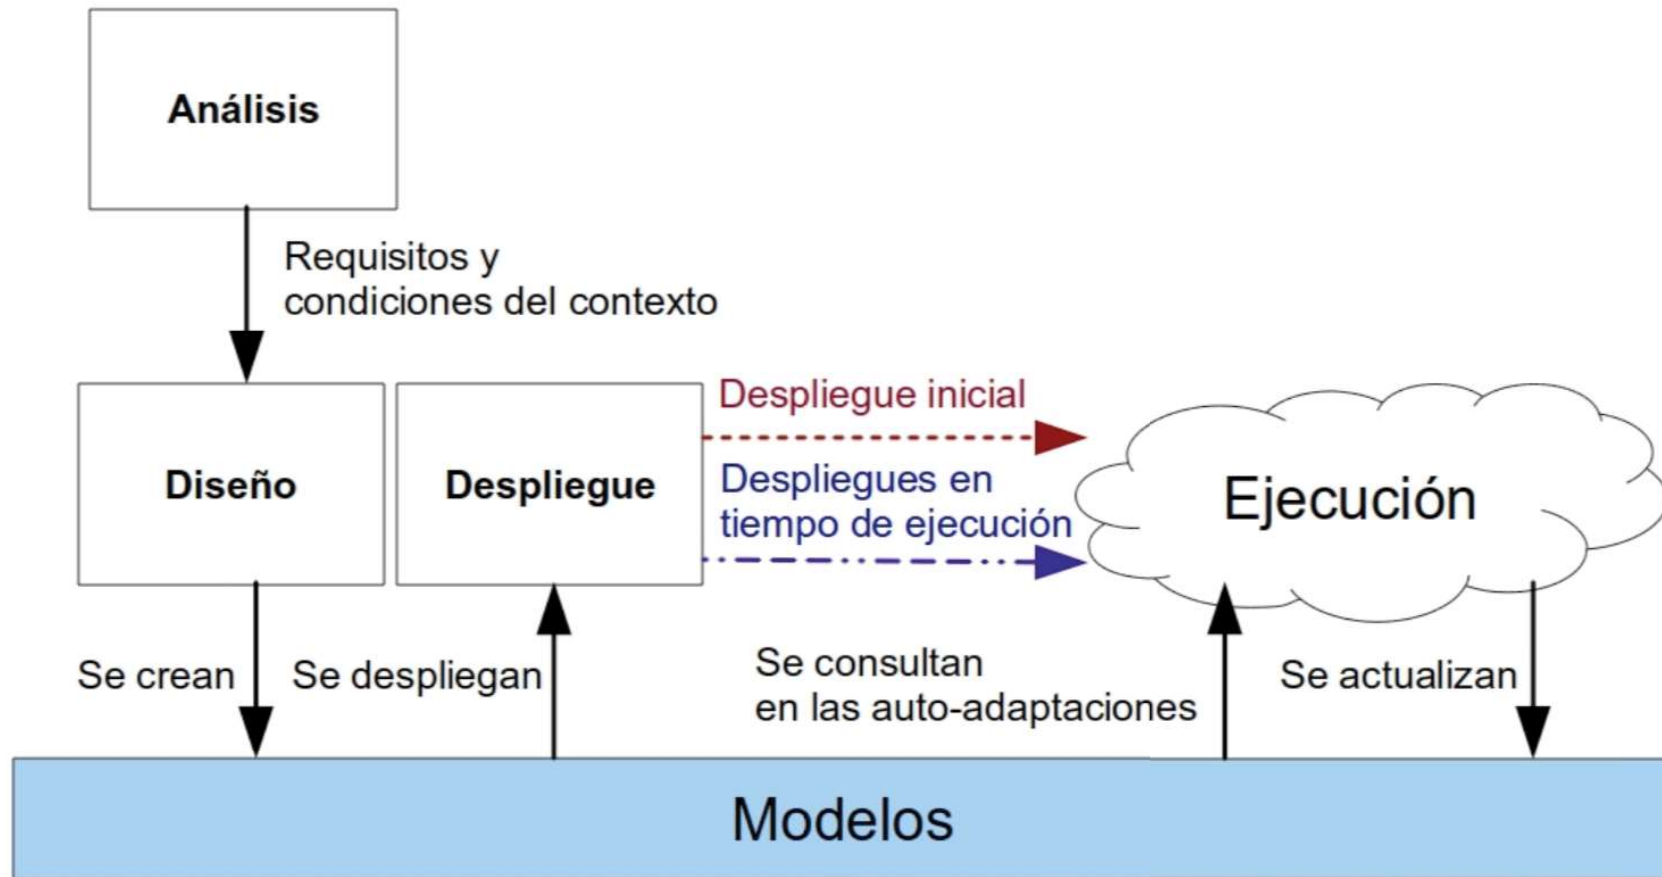 Análisis
Requisitos y
condiciones del contexto
Diseño
Despliegue
Despliegue inicial
Despliegues en
tiempo de ejecución
Ejecución
Se crean
Se despliegan
Se consultan
en las auto-adaptaciones
Se actualizan
Modelos